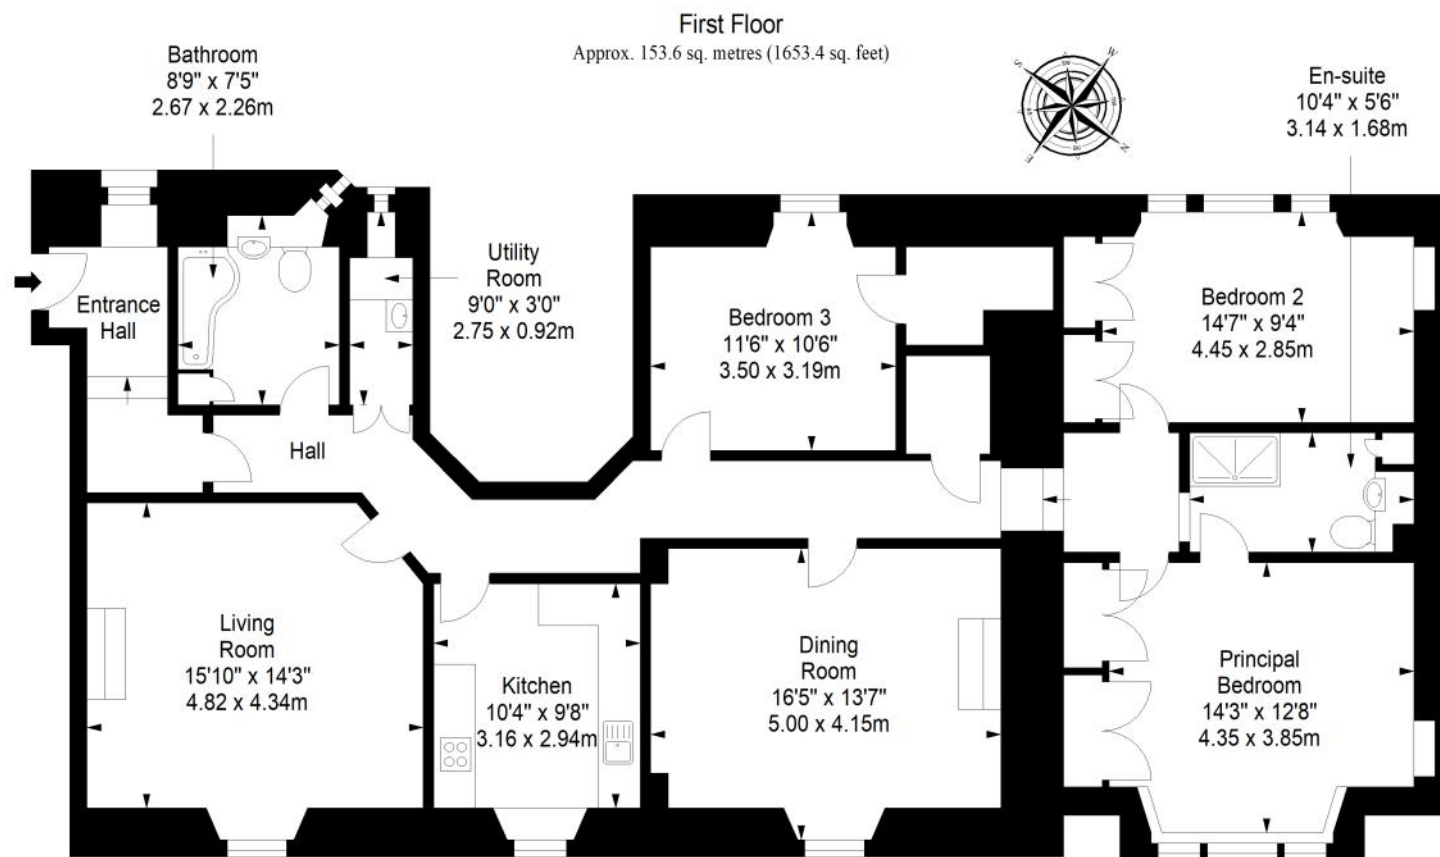 First Floor
Approx. 153.6 sq. metres (1653.4 sq. feet)
Bathroom
8'9" x 7'5"
2.67 x 2.26m
S
W
E
N
En-suite
10'4" x 5'6"
3.14 x 1.68m
Entrance
Hall
Utility
Room
9'0" x 3'0"
2.75 x 0.92m
Bedroom 3
11'6" x 10'6"
3.50 x 3.19m
Bedroom 2
14'7" x 9'4"
4.45 x 2.85m
Hall
Living
Room
15'10" x 14'3"
4.82 x 4.34m
Kitchen
10'4" x 9'8"
3.16 x 2.94m
Dining
Room
16'5" x 13'7"
5.00 x 4.15m
Principal
Bedroom
14'3" x 12'8"
4.35 x 3.85m